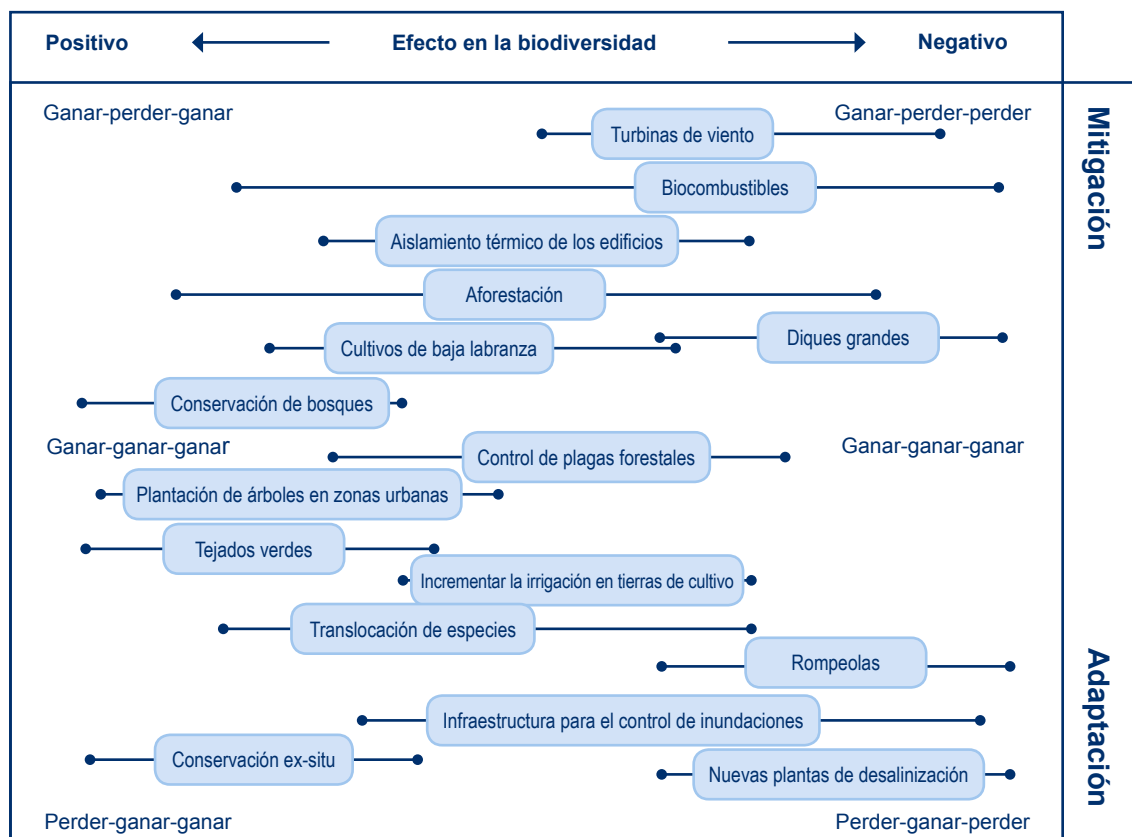 Positivo Efecto en la biodiversidad Negativo
Ganar-perder-ganar Ganar-perder-perder
Turbinas de viento
Biocombustibles
Aislamiento térmico de los edificios
Aforestación
Diques grandes
Cultivos de baja labranza
Conservación de bosques
Ganar-ganar-ganar Ganar-ganar-ganar
Control de plagas forestales
Plantación de árboles en zonas urbanas
Tejados verdes
Incrementar la irrigación en tierras de cultivo
Translocación de especies
Rompeolas
Infraestructura para el control de inundaciones
Conservación ex-situ
Nuevas plantas de desalinización
Perder-ganar-ganar Perder-ganar-perder
Mitigación
Adaptación